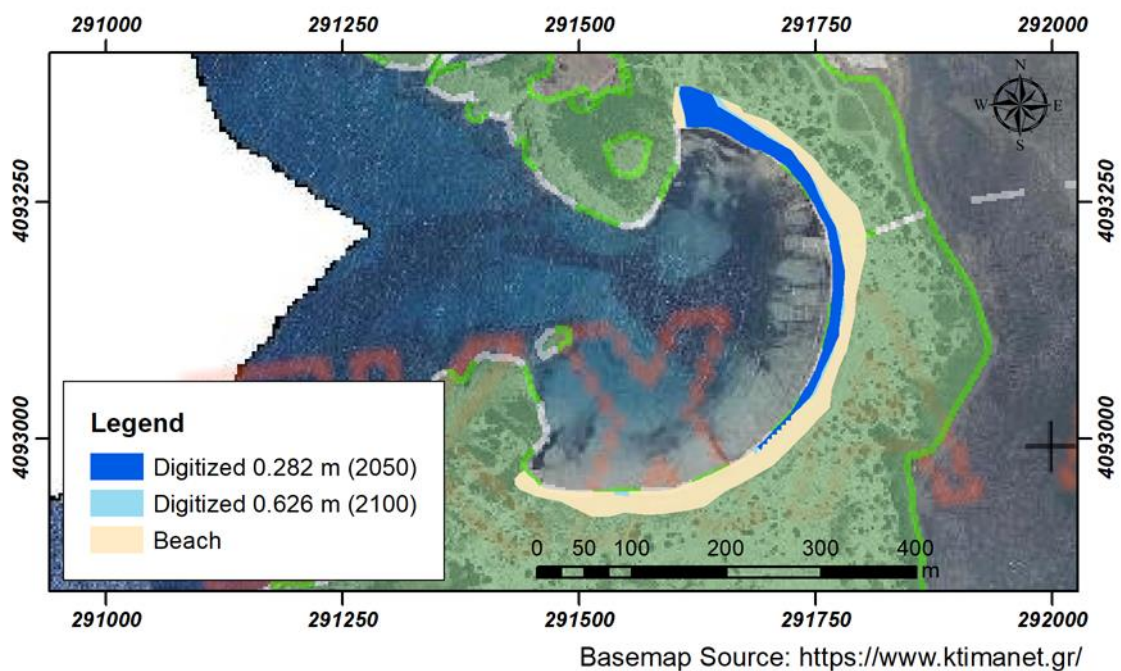 291000 291250 291500 291750 292000
N
W E
S
4093250 4093250
4093000 4093000
Legend
Digitized 0.282 m (2050)
Digitized 0.626 m (2100)
Beach
0 50 100 200 300 400
m
291000 291250 291500 291750 292000
Basemap Source: https://www.ktimanet.gr/